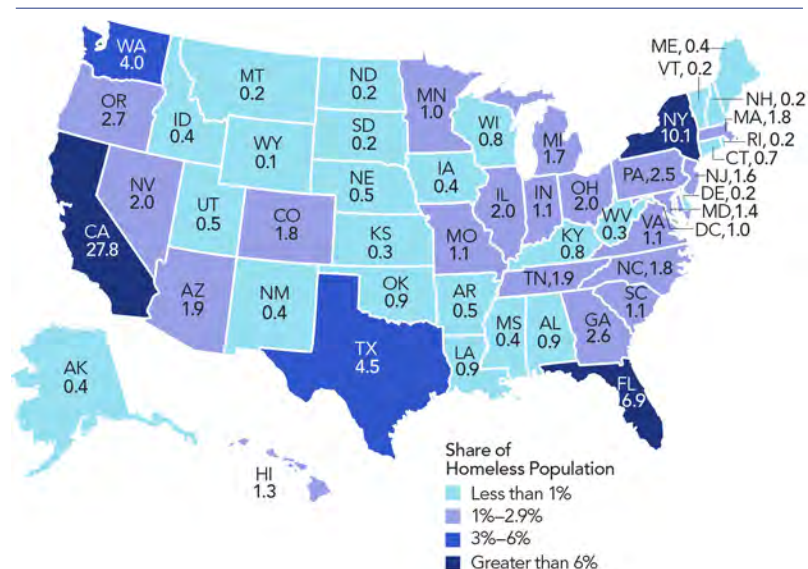 WA
4.0
MT
0.2
ND
0.2
MN
1.0
ME, 0.4
VT, 0.2
NH, 0.2
MA, 1.8
RI, 0.2
CT, 0.7
NJ, 1.6
DE, 0.2
MD, 1.4
DC, 1.0
OR
2.7
ID
0.4
WY
0.1
SD
0.2
WI
0.8
MI
1.7
NY
10.1
NV
2.0
UT
0.5
CO
1.8
NE
0.5
IA
0.4
IL
2.0
IN
1.1
OH
2.0
PA, 2.5
CA
27.8
KS
0.3
MO
1.1
KY
0.8
WV
0.3
VA
1.1
AZ
1.9
NM
0.4
OK
0.9
AR
0.5
TN, 1.9
NC, 1.8
SC
1.1
TX
4.5
LA
0.9
MS
0.4
AL
0.9
GA
2.6
FL
6.9
AK
0.4
HI
1.3
Share of
Homeless Population
Less than 1%
1%–2.9%
3%–6%
Greater than 6%